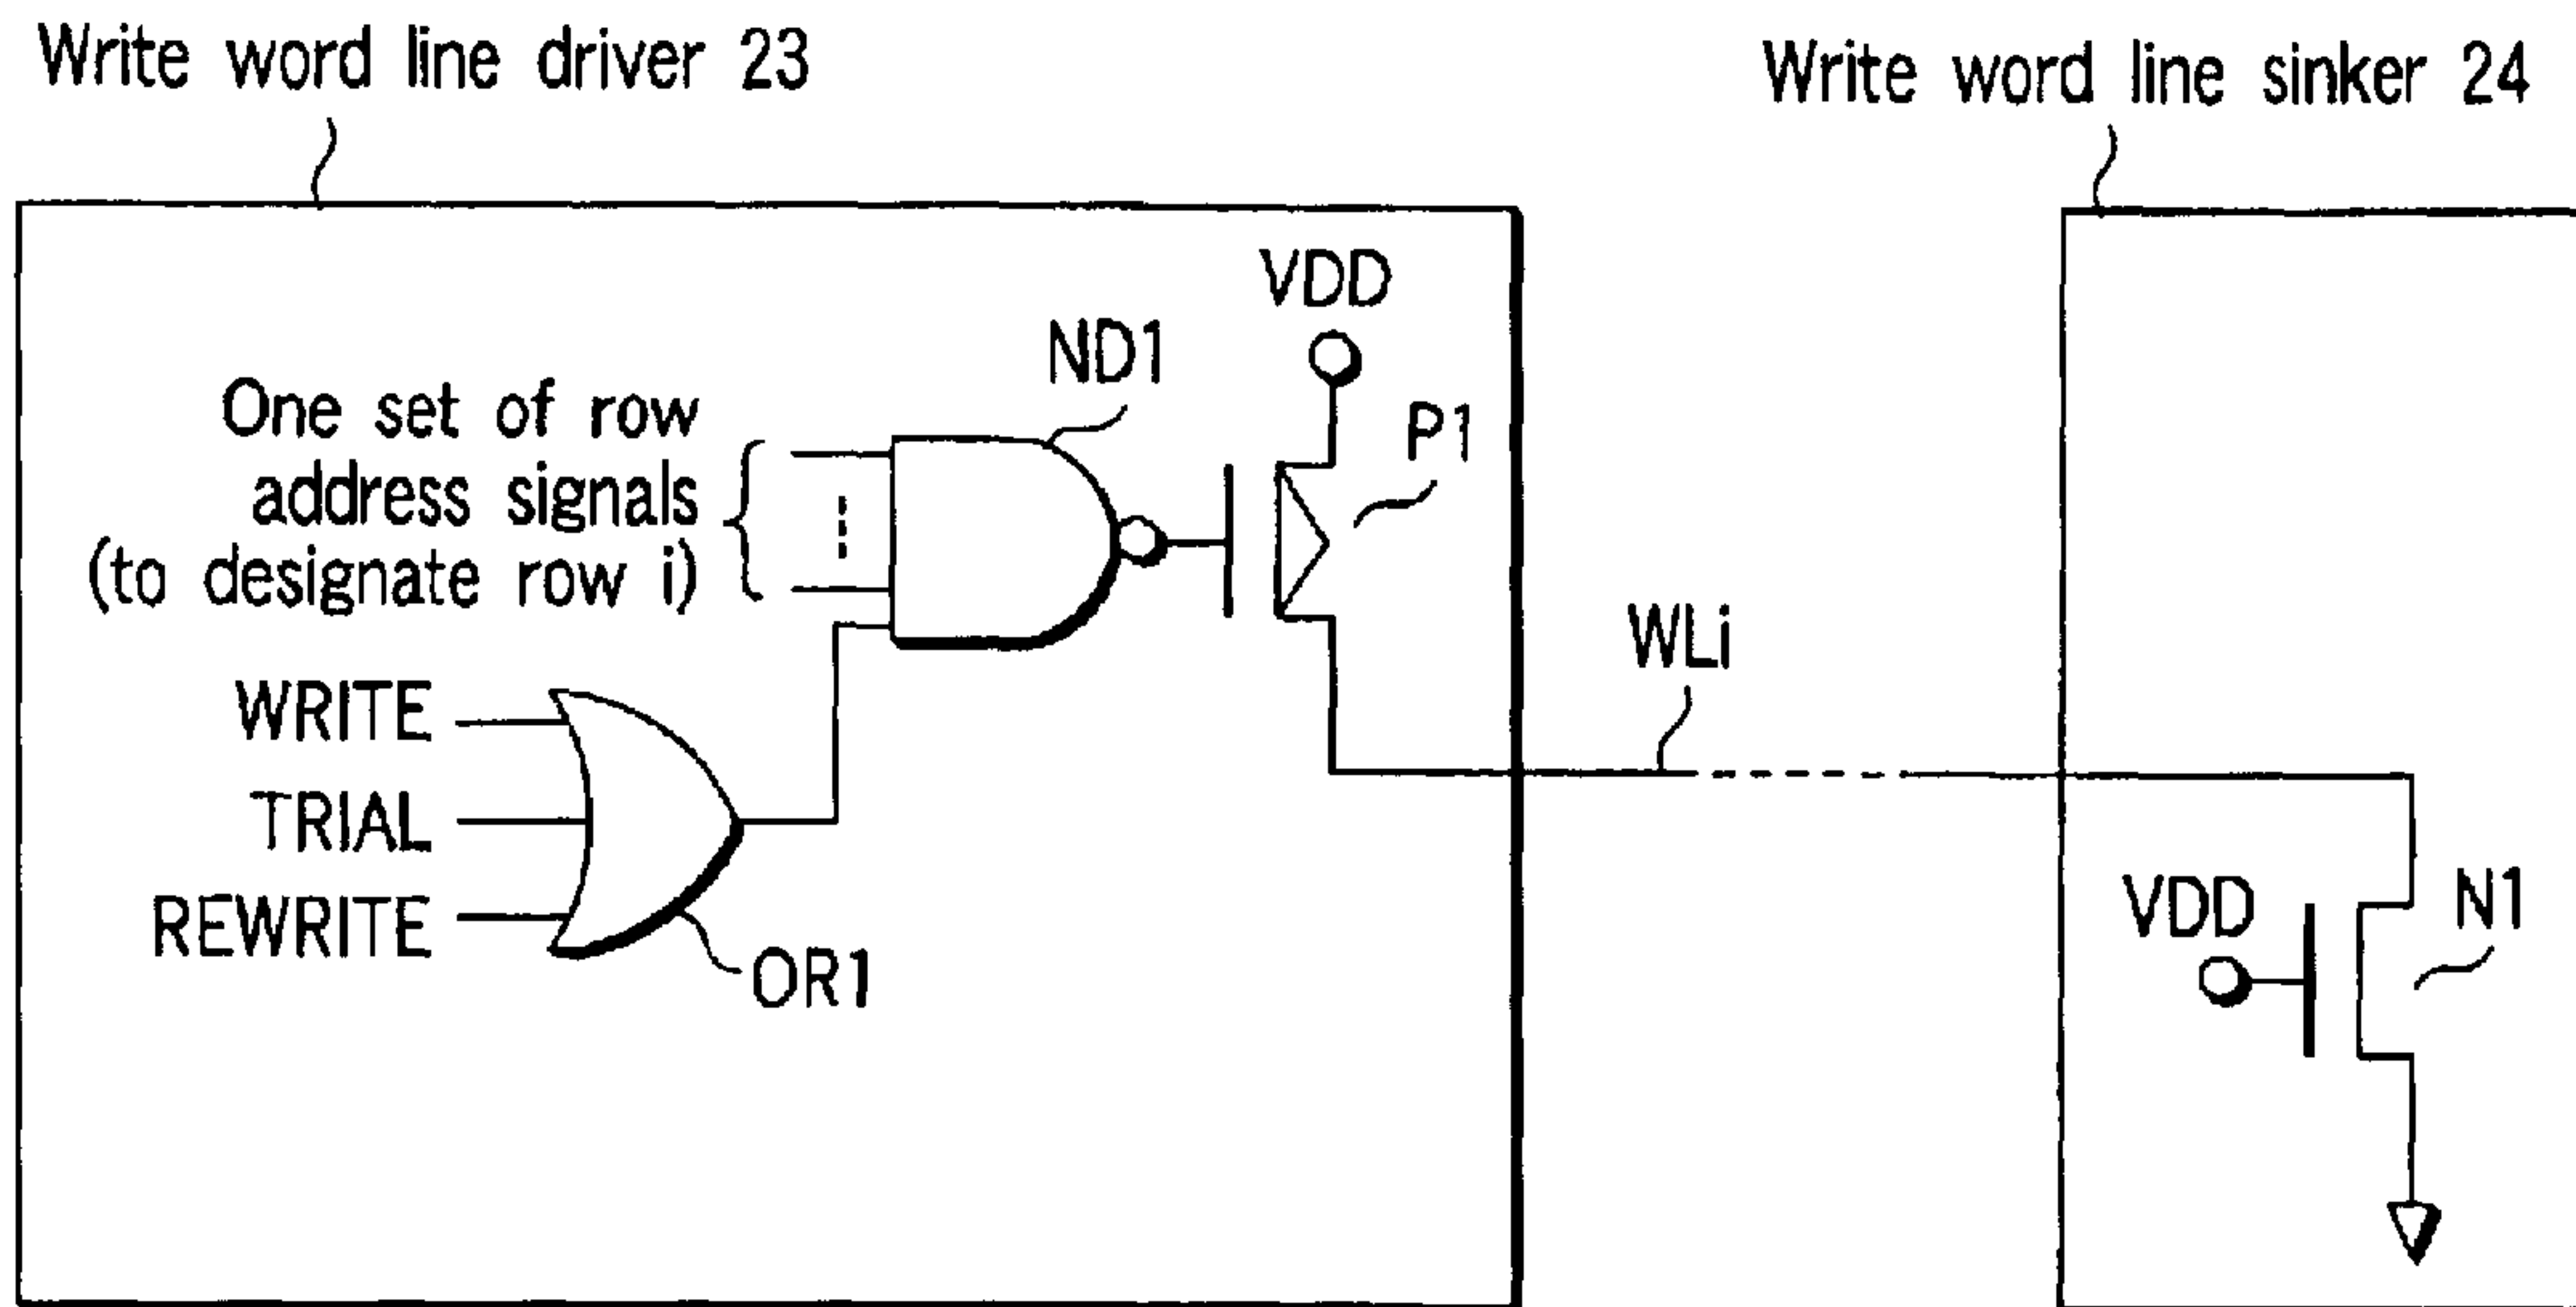 Write word line driver 23
Write word line sinker 24
VDD
ND1
P1
One set of row
address signals
(to designate row i)
WLi
WRITE
TRIAL
REWRITE
OR1
VDD
N1